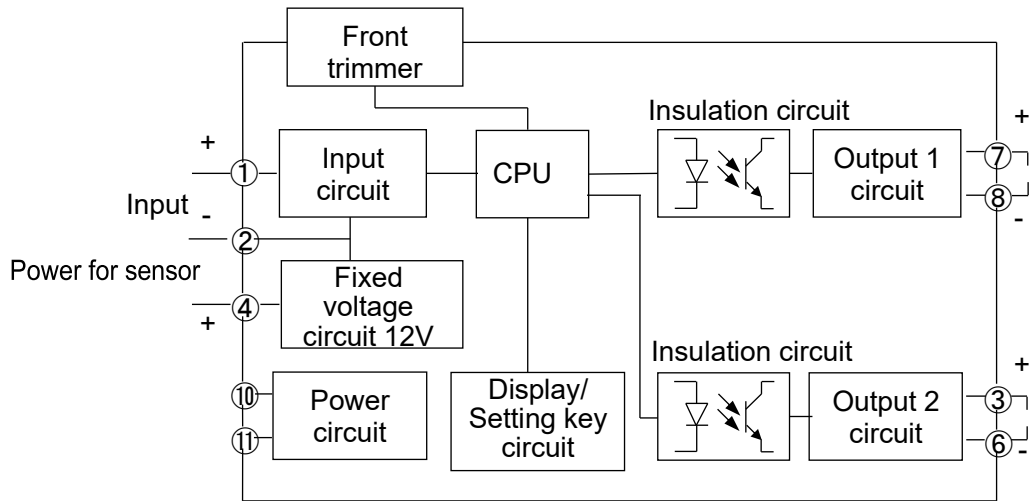 Front
trimmer
Insulation circuit
+
+
Input
circuit
CPU
Output 1
circuit
7
1
8
Input
-
-
2
Power for sensor
Fixed
voltage
circuit 12V
4
+
Insulation circuit
+
10
Power
circuit
11
Display/
Setting key
circuit
Output 2
circuit
3
6
-